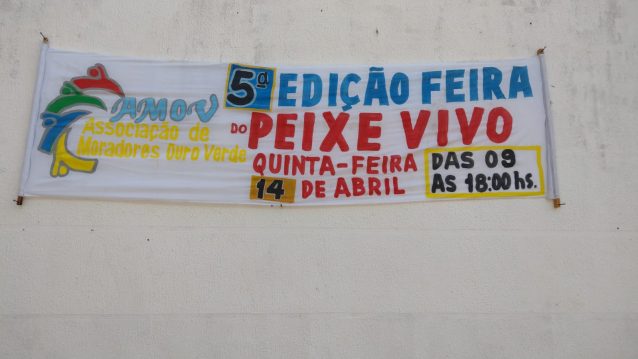 AMOV
Associação de
Moradores Ouro Verde
5ª EDIÇÃO FEIRA
DO PEIXE VIVO
QUINTA-FEIRA
14 DE ABRIL
DAS 09
AS 18:00 hs.